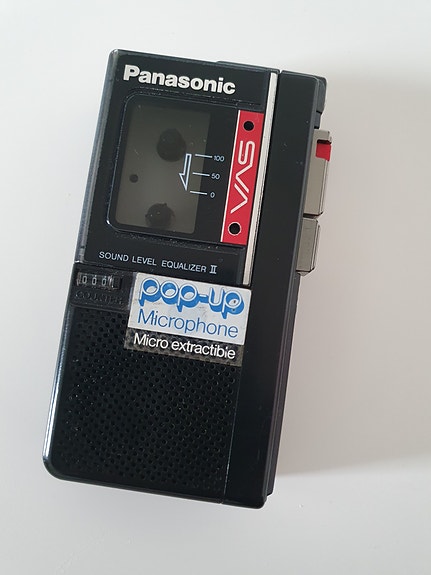 Panasonic
100
50
0
VAS
SOUND LEVEL EQUALIZER II
pop-up
Microphone
Micro extractible